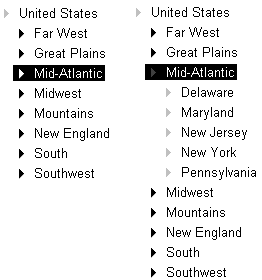 United States
Far West
Great Plains
Mid-Atlantic
Midwest
Mountains
New England
South
Southwest
United States
Far West
Great Plains
Mid-Atlantic
Delaware
Maryland
New Jersey
New York
Pennsylvania
Midwest
Mountains
New England
South
Southwest